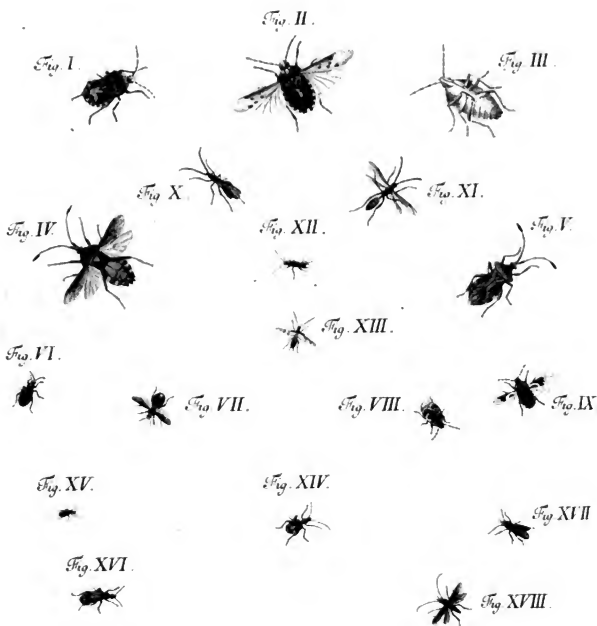 Fig. I.
Fig. II.
Fig. III.
Fig. X.
Fig. XI.
Fig. IV.
Fig. XII.
Fig. V.
Fig. XIII.
Fig. VI.
Fig. VII.
Fig. VIII.
Fig. IX.
Fig. XV.
Fig. XIV.
Fig. XVII
Fig. XVI.
Fig. XVIII.